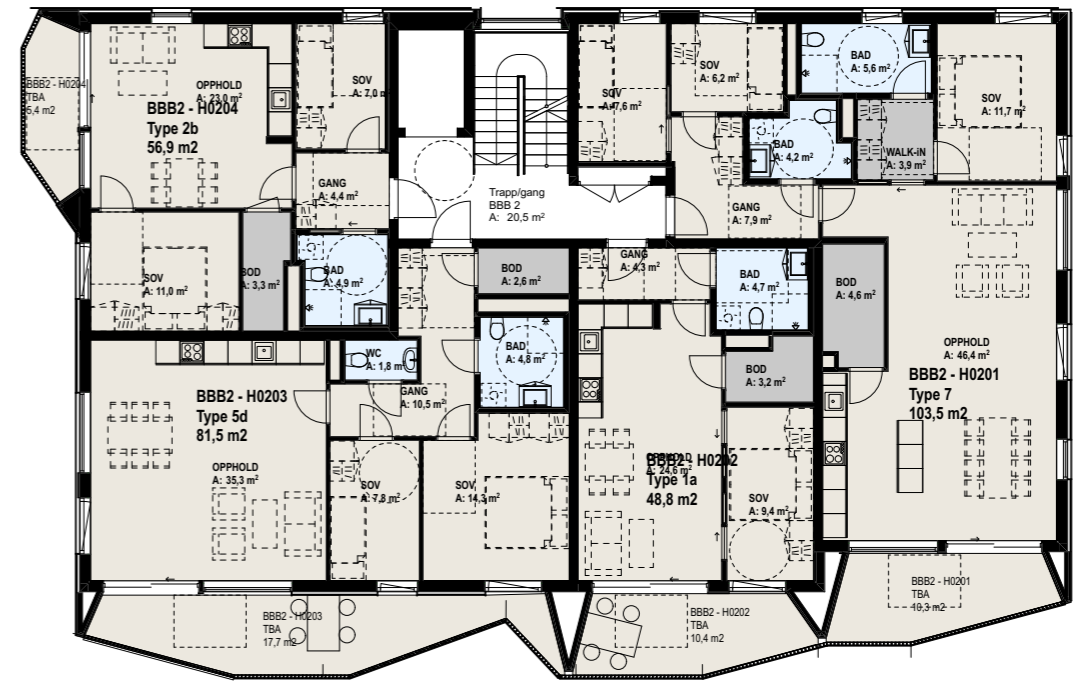 BBB2 - H0204
TBA
5,4 m2
OPPHOLD
A: 23,0 m²
BBB2 - H0204
Type 2b
56,9 m2
SOV
A: 7,0 m
GANG
A: 4,4 m²
SOV
A: 11,0 m²
BOD
A: 3,3 m²
BAD
A: 4,9 m²
Trapp/gang
BBB 2
A: 20,5 m²
SOV
A: 7,6 m²
SOV
A: 6,2 m²
BAD
A: 5,6 m²
BAD
A: 4,2 m²
WALK-iN
A: 3,9 m²
SOV
A: 11,7 m²
GANG
A: 7,9 m²
GANG
A: 4,3 m²
BOD
A: 2,6 m²
BAD
A: 4,7 m²
BOD
A: 4,6 m²
OPPHOLD
A: 46,4 m²
BBB2 - H0201
Type 7
103,5 m2
WC
A: 1,8 m
BAD
A: 4,8 m²
GANG
A: 10,5 m²
BOD
A: 3,2 m²
BBB2 - H0203
Type 5d
81,5 m2
OPPHOLD
A: 35,3 m²
SOV
A: 7,8 m²
SOV
A: 14,3 m²
OPPHOLD
A: 24,6 m²
BBB2 - H0202
Type 1a
48,8 m2
SOV
A: 9,4 m²
BBB2 - H0203
TBA
17,7 m2
BBB2 - H0202
TBA
10,4 m2
BBB2 - H0201
TBA
10,3 m2